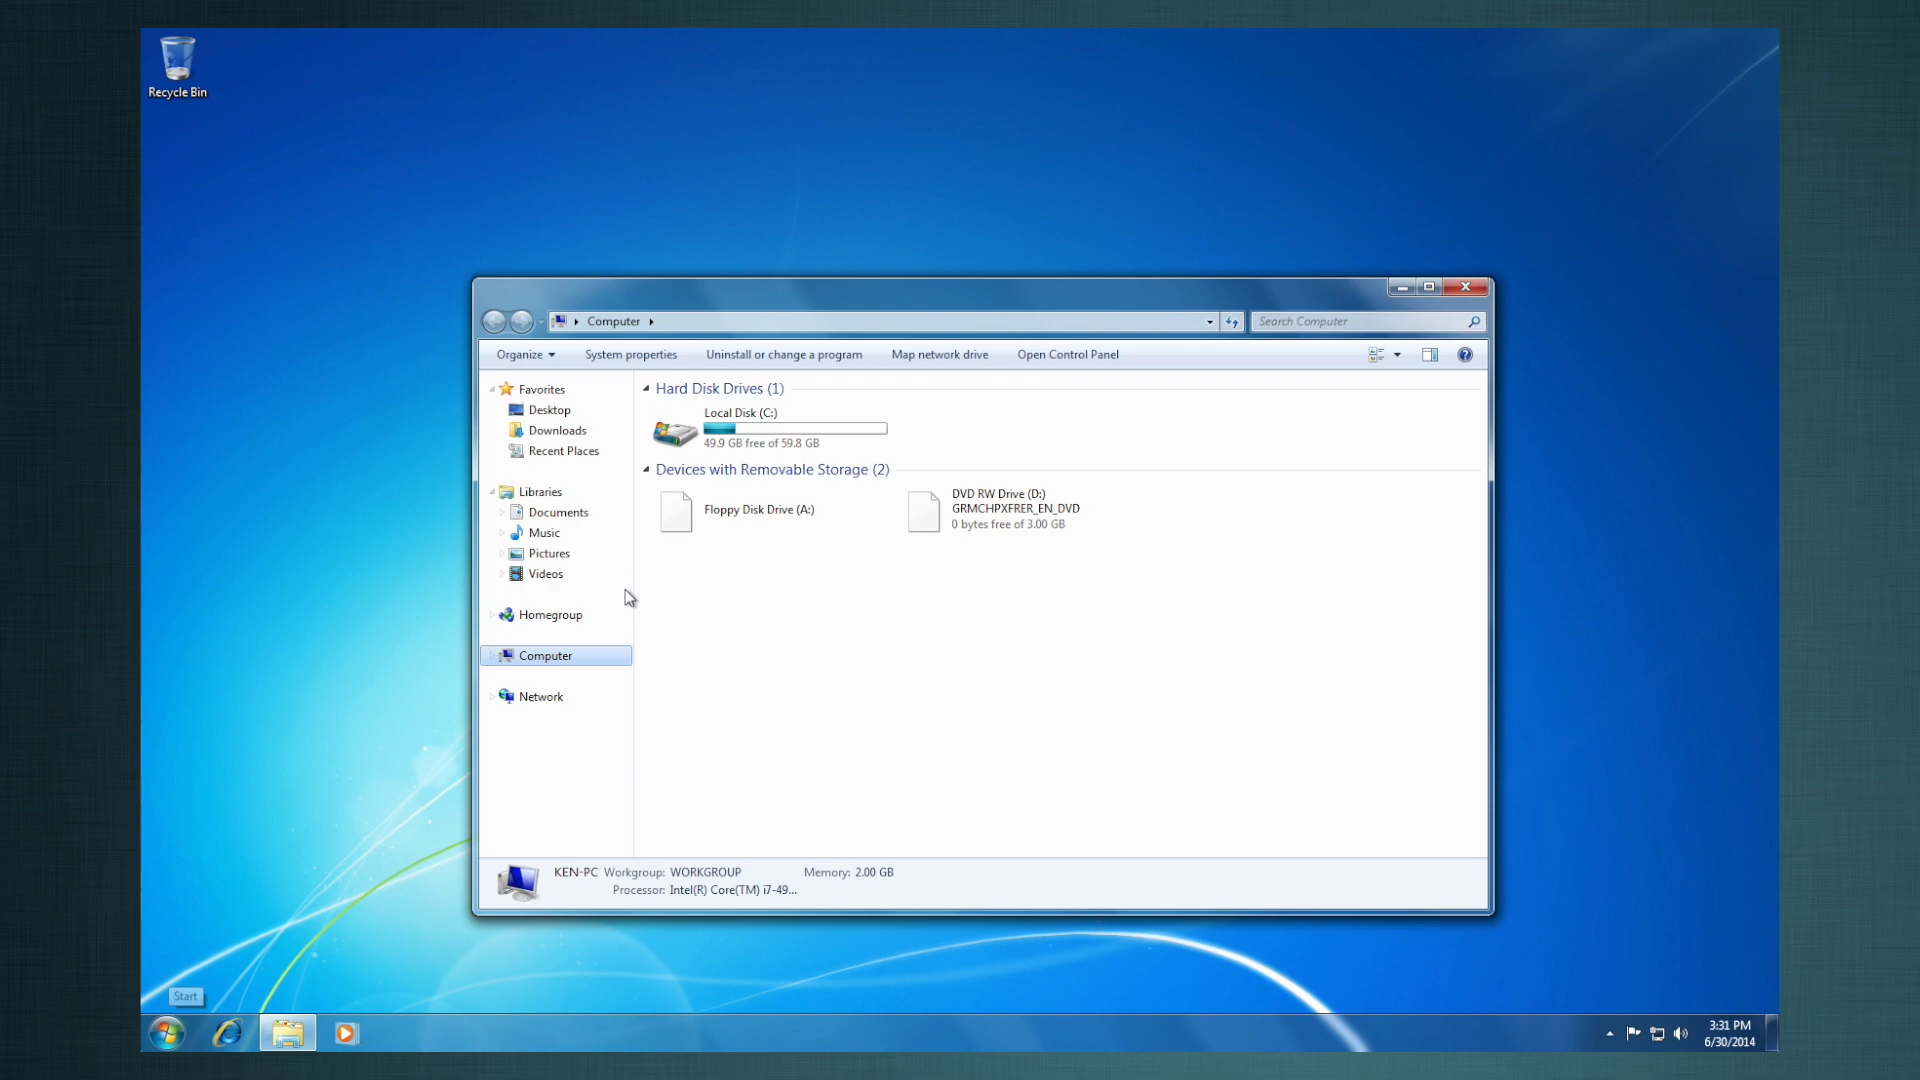 Recycle Bin
Computer
Search Computer
Organize
System properties
Uninstall or change a program
Map network drive
Open Control Panel
Favorites
Desktop
Downloads
Recent Places
Libraries
Documents
Music
Pictures
Videos
Homegroup
Computer
Network
Hard Disk Drives (1)
Local Disk (C:)
49.9 GB free of 59.8 GB
Devices with Removable Storage (2)
Floppy Disk Drive (A:)
DVD RW Drive (D:)
GRMCHPXFRER_EN_DVD
0 bytes free of 3.00 GB
KEN-PC Workgroup: WORKGROUP Memory: 2.00 GB
Processor: Intel(R) Core(TM) i7-49...
Start
3:31 PM
6/30/2014